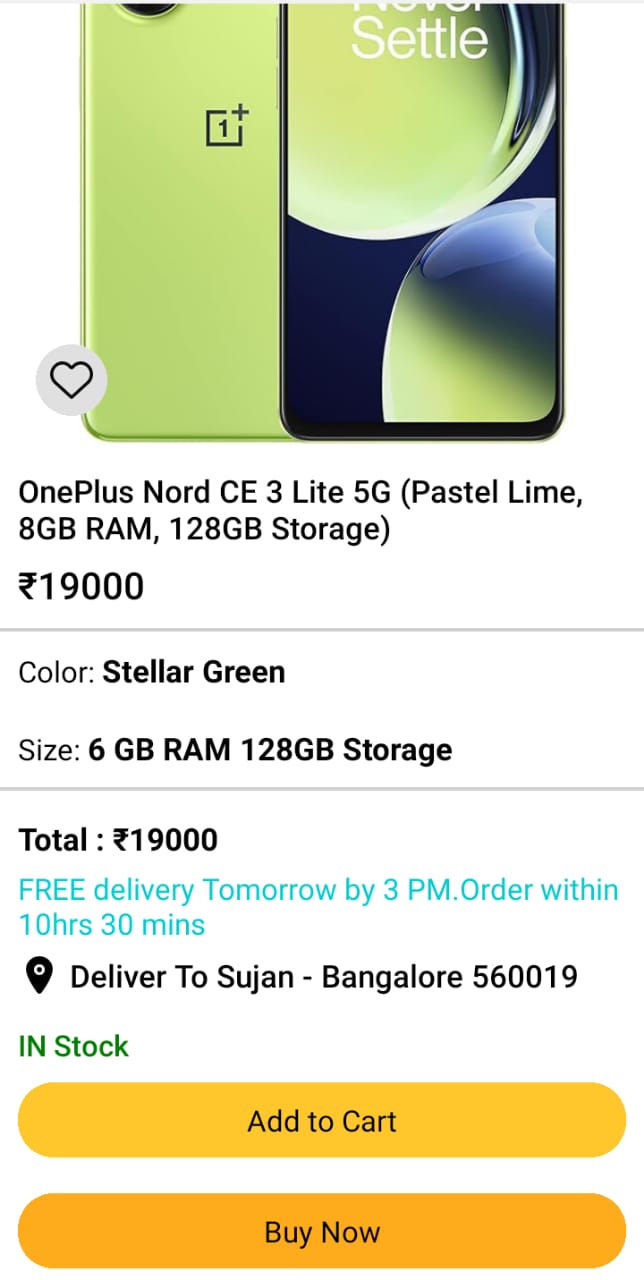 Never
Settle
1+
OnePlus Nord CE 3 Lite 5G (Pastel Lime,
8GB RAM, 128GB Storage)
₹19000
Color: Stellar Green
Size: 6 GB RAM 128GB Storage
Total : ₹19000
FREE delivery Tomorrow by 3 PM.Order within
10hrs 30 mins
Deliver To Sujan - Bangalore 560019
IN Stock
Add to Cart
Buy Now